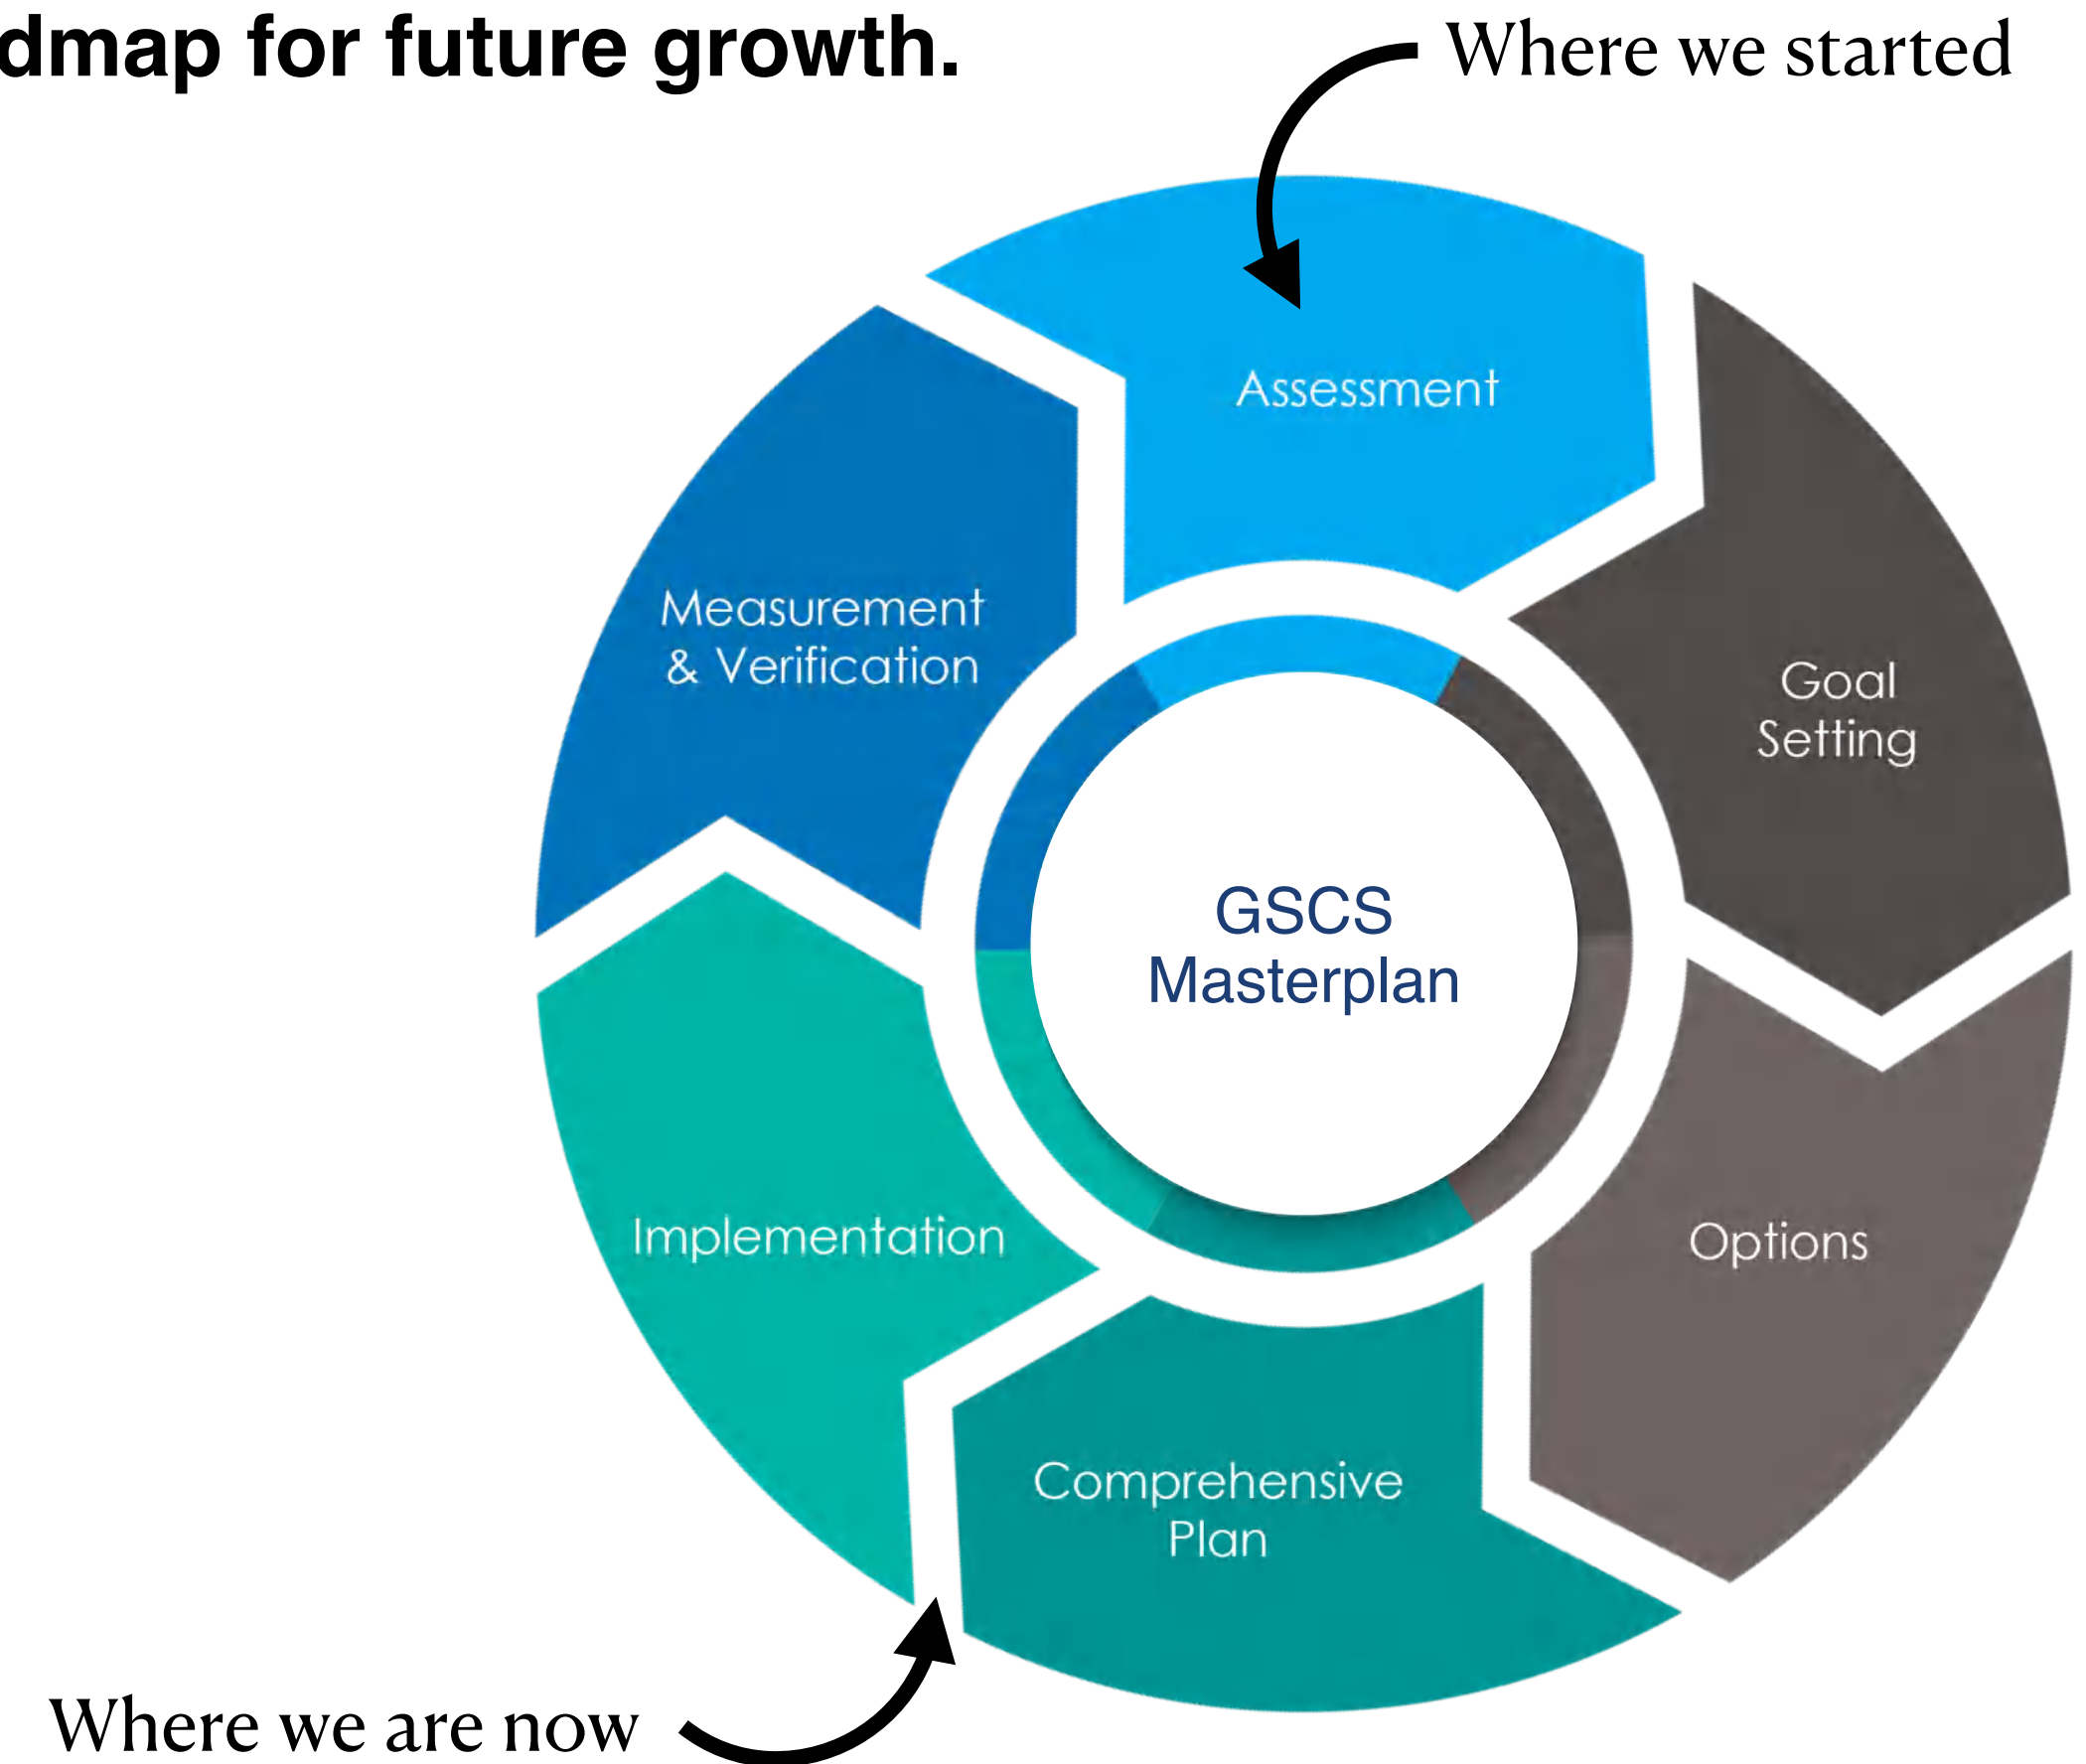 dmap for future growth.
Where we started
Assessment
Measurement
& Verification
Goal
Setting
GSCS
Masterplan
Implementation
Options
Comprehensive
Plan
Where we are now